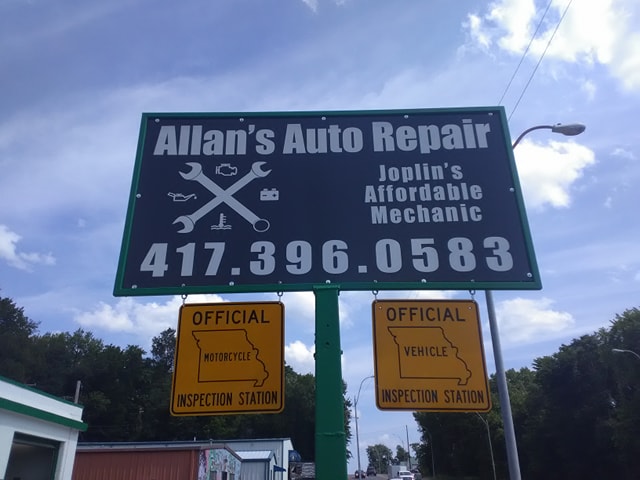 Allan's Auto Repair
Joplin's
Affordable
Mechanic
417.396.0583
OFFICIAL
MOTORCYCLE
INSPECTION STATION
OFFICIAL
VEHICLE
INSPECTION STATION